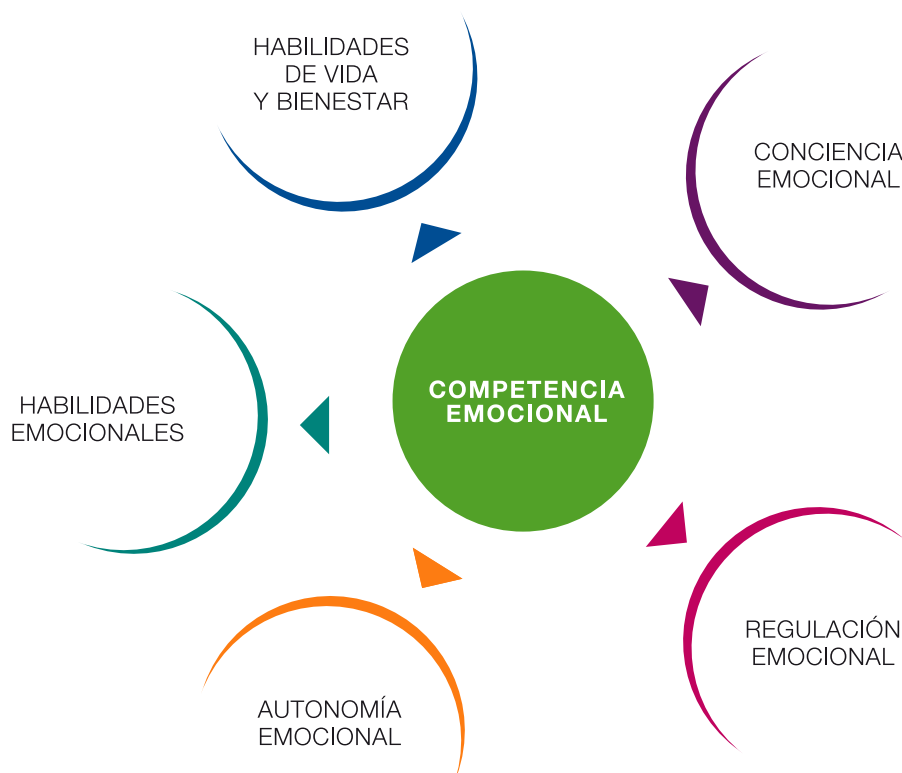 HABILIDADES
DE VIDA
Y BIENESTAR
CONCIENCIA
EMOCIONAL
COMPETENCIA
EMOCIONAL
HABILIDADES
EMOCIONALES
REGULACIÓN
EMOCIONAL
AUTONOMÍA
EMOCIONAL